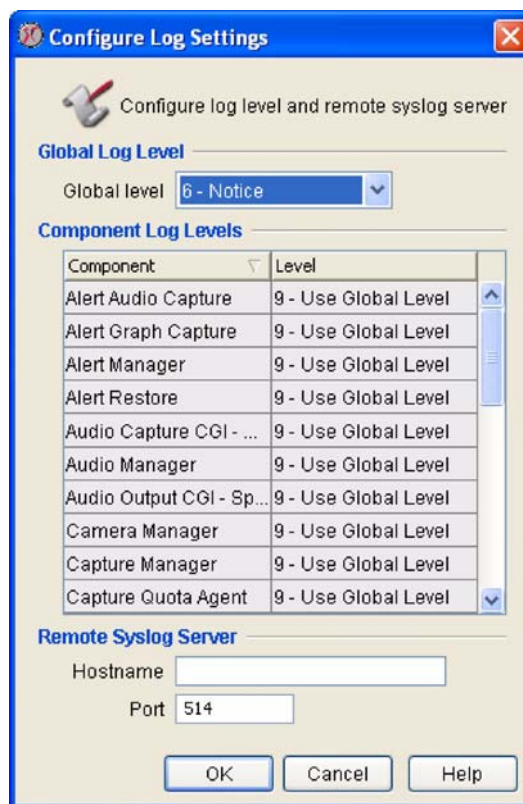 Configure Log Settings
Configure log level and remote syslog server
Global Log Level
Global level 6 - Notice
Component Log Levels
Component Level
Alert Audio Capture 9 - Use Global Level
Alert Graph Capture 9 - Use Global Level
Alert Manager 9 - Use Global Level
Alert Restore 9 - Use Global Level
Audio Capture CGI - ... 9 - Use Global Level
Audio Manager 9 - Use Global Level
Audio Output CGI - Sp... 9 - Use Global Level
Camera Manager 9 - Use Global Level
Capture Manager 9 - Use Global Level
Capture Quota Agent 9 - Use Global Level
Remote Syslog Server
Hostname
Port 514
OK Cancel Help